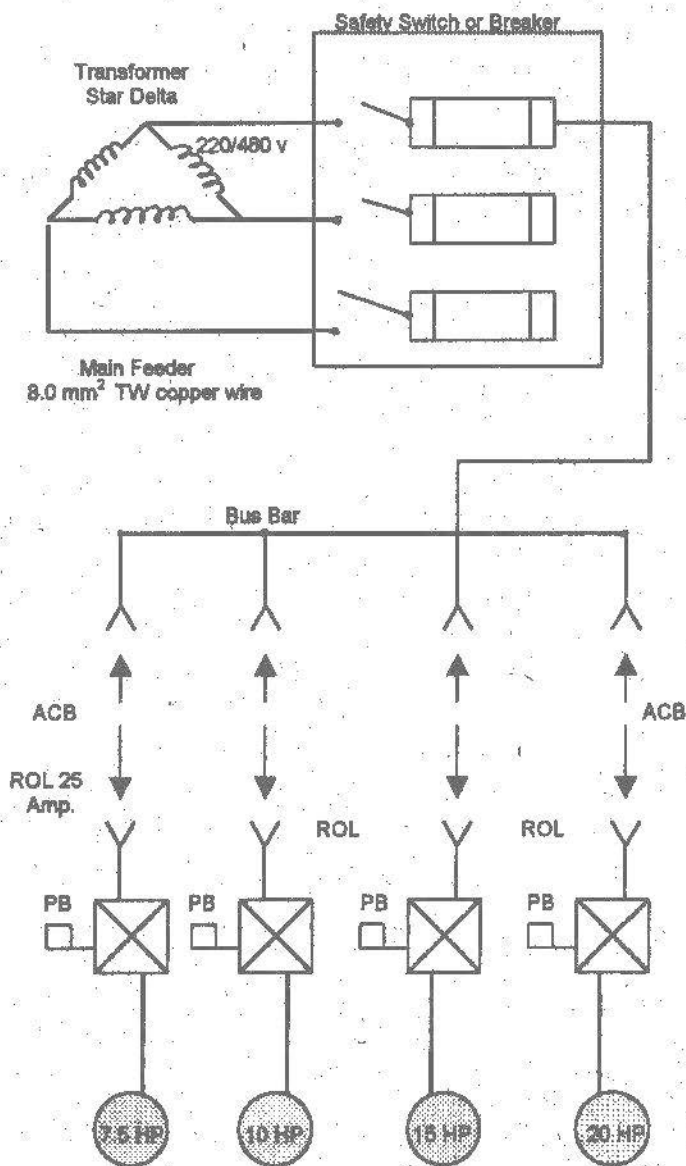 Safety Switch or Breaker
Transformer
Star Delta
220/480 v
Main Feeder
8.0 mm² TW copper wire
Bus Bar
ACB
ACB
ROL 25
Amp.
ROL
ROL
PB
PB
PB
PB
7.5 HP
10 HP
15 HP
20 HP